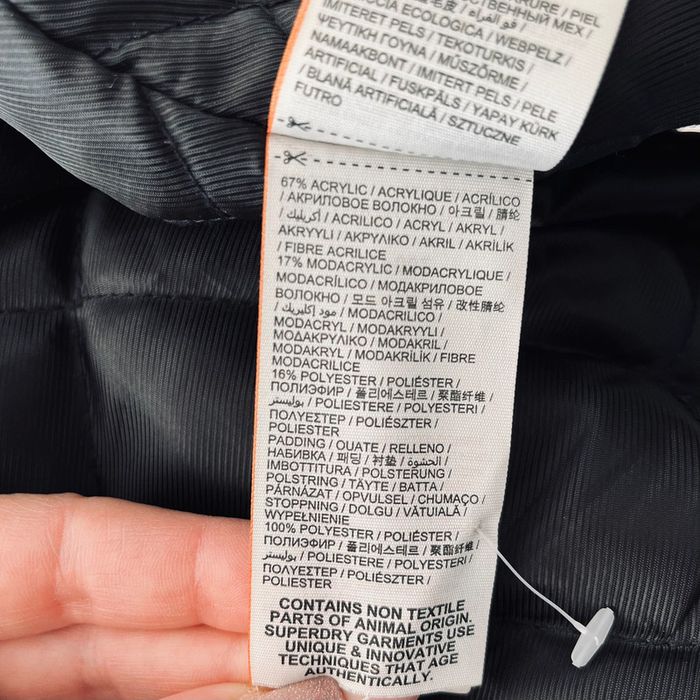 RRURE / PIEL
СТВЕННЫЙ МЕХ /
IMITERET PELS /
CCIA ECOLOGICA / WEBPELZ /
ΨΕΥΤΙΚΗ ΓΟΥΝΑ / MŰSZŐRME /
NAMAAKBONT / IMITERT PELS / PELE
ARTIFICIAL / FUSKPÄLS / YAPAY KÜRK
/ BLANĂ ARTIFICIALĂ / SZTUCZNE
FUTRO
67% ACRYLIC / ACRYLIQUE / ACRÍLICO
/ АКРИЛОВОЕ ВОЛОКНО / 아크릴 / 腈纶
/ أكريليك / ACRILICO / ACRYL / AKRYL /
AKRYYLI / ΑΚΡΥΛΙΚΟ / AKRIL / AKRİLİK
/ FIBRE ACRILICE
17% MODACRYLIC / MODACRYLIQUE /
MODACRÍLICO / МОДАКРИЛОВОЕ
ВОЛОКНО / 모드 아크릴 섬유 / 改性腈纶
/ مود إكليريك / MODACRILICO /
MODACRYL / MODAKRYYLI /
ΜΟΔΑΚΡΥΛΙΚΟ / MODAKRIL /
MODAKRYL / MODAKRİLİK / FIBRE
MODACRILICE
16% POLYESTER / POLIÉSTER /
ПОЛИЭФИР / 폴리에스테르 / 聚酯纤维 /
بوليستر / POLIESTERE / POLYESTERI /
ΠΟΛΥΕΣΤΕΡ / POLIÉSZTER /
POLIESTER
PADDING / OUATE / RELLENO /
НАБИВКА / 패딩 / 衬垫 / الحشوة /
IMBOTTITURA / POLSTERUNG /
POLSTRING / TÄYTE / BATTA /
PÁRNÁZAT / OPVULSEL / CHUMAÇO /
STOPPNING / DOLGU / VĂTUIALĂ /
WYPEŁNIENIE
100% POLYESTER / POLIÉSTER /
ПОЛИЭФИР / 폴리에스테르 / 聚酯纤维 /
بوليستر / POLIESTERE / POLYESTERI /
ΠΟΛΥΕΣΤΕΡ / POLIÉSZTER /
POLIESTER
CONTAINS NON TEXTILE
PARTS OF ANIMAL ORIGIN.
SUPERDRY GARMENTS USE
UNIQUE & INNOVATIVE
TECHNIQUES THAT AGE
AUTHENTICALLY